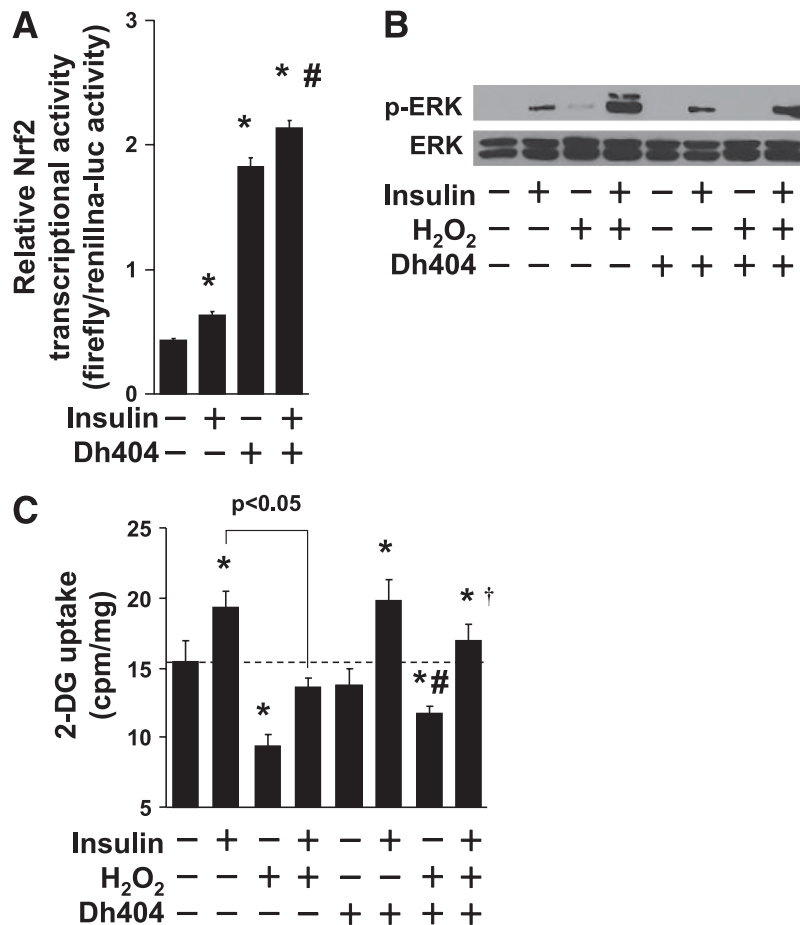 A
Relative Nrf2
transcriptional activity
(firefly/renillna-luc activity)
3
2
1
0
*
*
* #
Insulin − + − +
Dh404 − − + +
B
p-ERK
ERK
Insulin − + − + − + − +
H₂O₂ − − + + − − + +
Dh404 − − − − + + + +
C
p<0.05
2-DG uptake
(cpm/mg)
25
20
15
10
5
*
*
*
*#
* †
Insulin − + − + − + − +
H₂O₂ − − + + − − + +
Dh404 − − − − + + + +